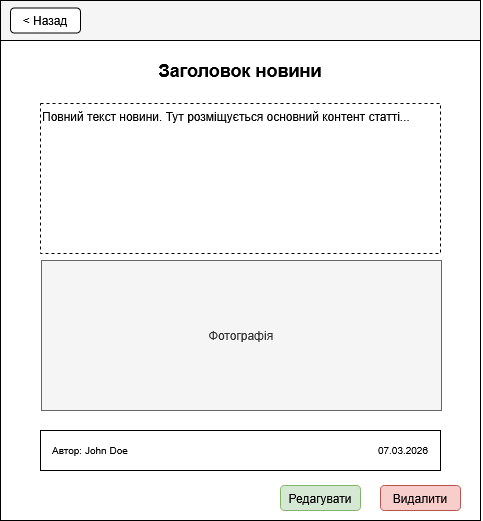 < Назад
Заголовок новини
Повний текст новини. Тут розміщується основний контент статті...
Фотографія
Автор: John Doe
07.03.2026
Редагувати
Видалити